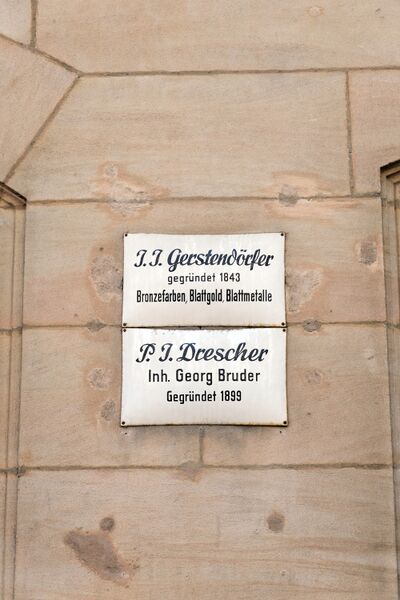 J. J. Gerstendörfer
gegründet 1843
Bronzefarben, Blattgold, Blattmetalle
P. J. Drescher
Inh. Georg Bruder
Gegründet 1899